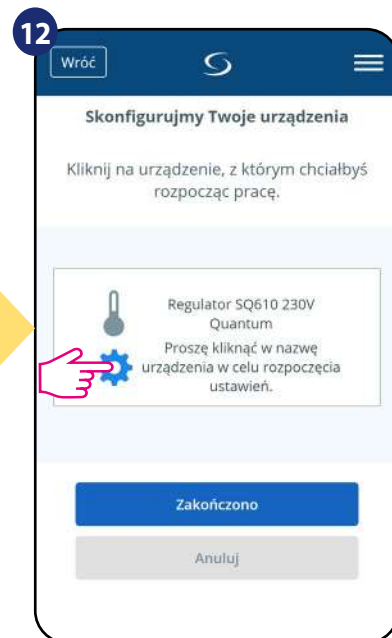 12
Wróć
Skonfigurujmy Twoje urządzenia
Kliknij na urządzenie, z którym chciałbyś
rozpocząc pracę.
Regulator SQ610 230V
Quantum
Proszę kliknąć w nazwę
urządzenia w celu rozpoczęcia
ustawień.
Zakończono
Anuluj